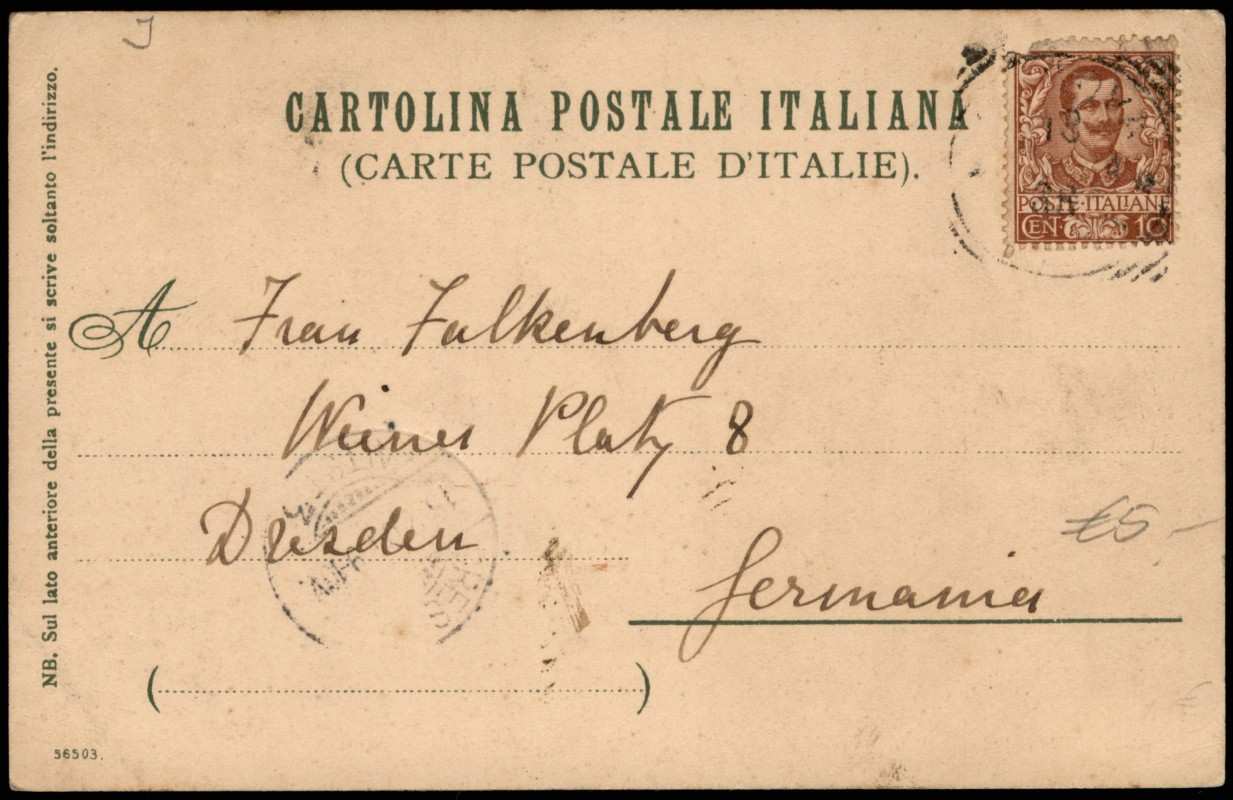 CARTOLINA POSTALE ITALIANA
(CARTE POSTALE D'ITALIE).
POSTE·ITALIANE
CEN· 10
A Frau Falkenberg
Wiener Platz 8
Dresden
Germania
£5-
NB. Sul lato anteriore della presente si scrive soltanto l'indirizzo.
56503.